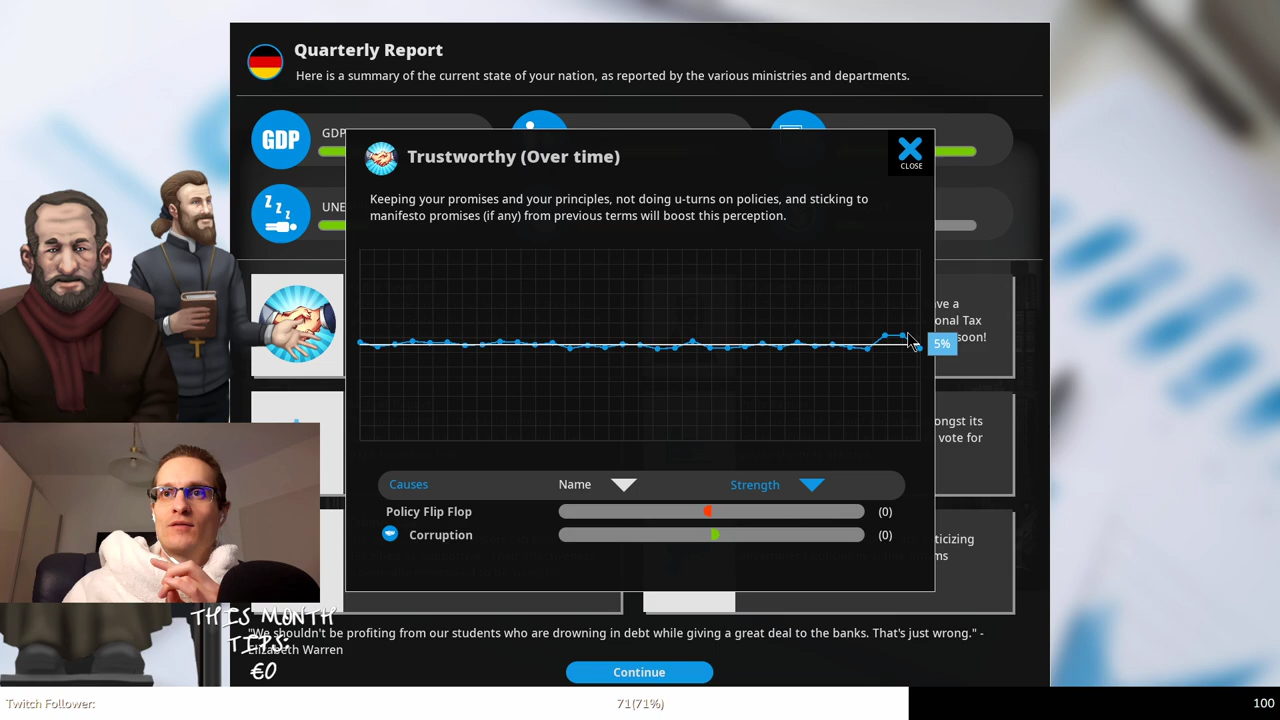 Quarterly Report
Here is a summary of the current state of your nation, as reported by the various ministries and departments.
GDP
GDP
Trustworthy (Over time)
CLOSE
Keeping your promises and your principles, not doing u-turns on policies, and sticking to
manifesto promises (if any) from previous terms will boost this perception.
Z Z Z
UNE
ve a
onal Tax
soon!
5%
ongst its
vote for
Causes
Name
Strength
Policy Flip Flop
(0)
Corruption
(0)
ticizing
ms
THIS MONTH
TIPS:
€0
"We shouldn't be profiting from our students who are drowning in debt while giving a great deal to the banks. That's just wrong." -
Elizabeth Warren
Continue
Twitch Follower:
71(71%)
100